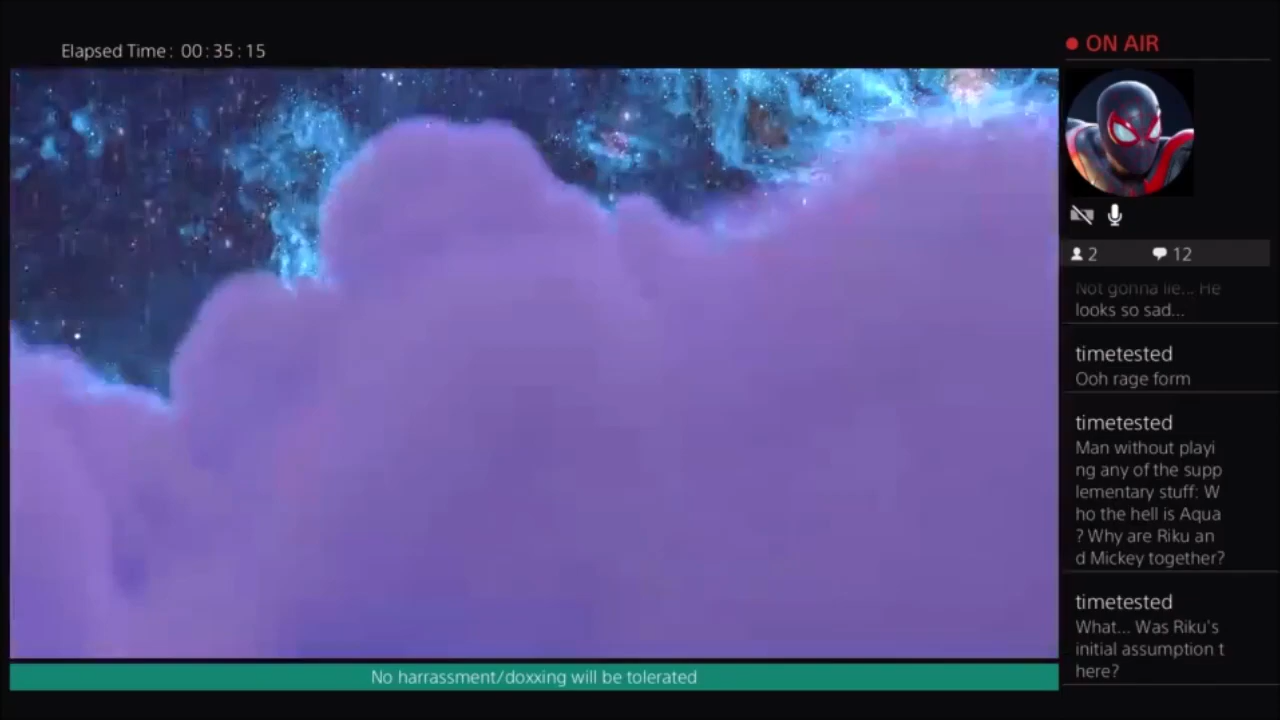 Elapsed Time: 00:35:15
ON AIR
2 12
Not gonna lie... He
looks so sad...
timetested
Ooh rage form
timetested
Man without playi
ng any of the supp
lementary stuff: W
ho the hell is Aqua
? Why are Riku an
d Mickey together?
timetested
What... Was Riku's
initial assumption t
here?
No harrassment/doxxing will be tolerated